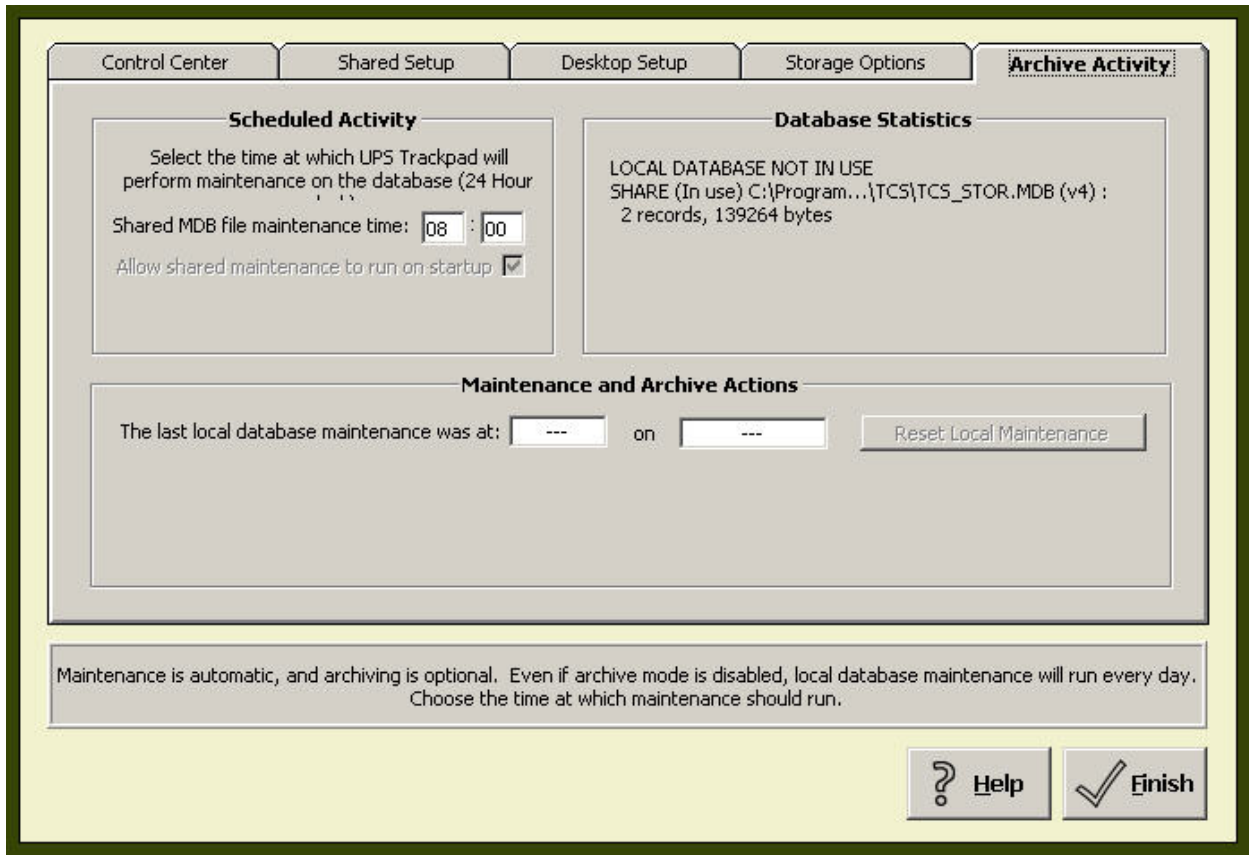 Control Center
Shared Setup
Desktop Setup
Storage Options
Archive Activity
Scheduled Activity
Select the time at which UPS Trackpad will
perform maintenance on the database (24 Hour
Shared MDB file maintenance time: 08 : 00
Allow shared maintenance to run on startup
Database Statistics
LOCAL DATABASE NOT IN USE
SHARE (In use) C:\Program...\TCS\TCS_STOR.MDB (v4) :
2 records, 139264 bytes
Maintenance and Archive Actions
The last local database maintenance was at: --- on --- Reset Local Maintenance
Maintenance is automatic, and archiving is optional. Even if archive mode is disabled, local database maintenance will run every day.
Choose the time at which maintenance should run.
Help
Finish